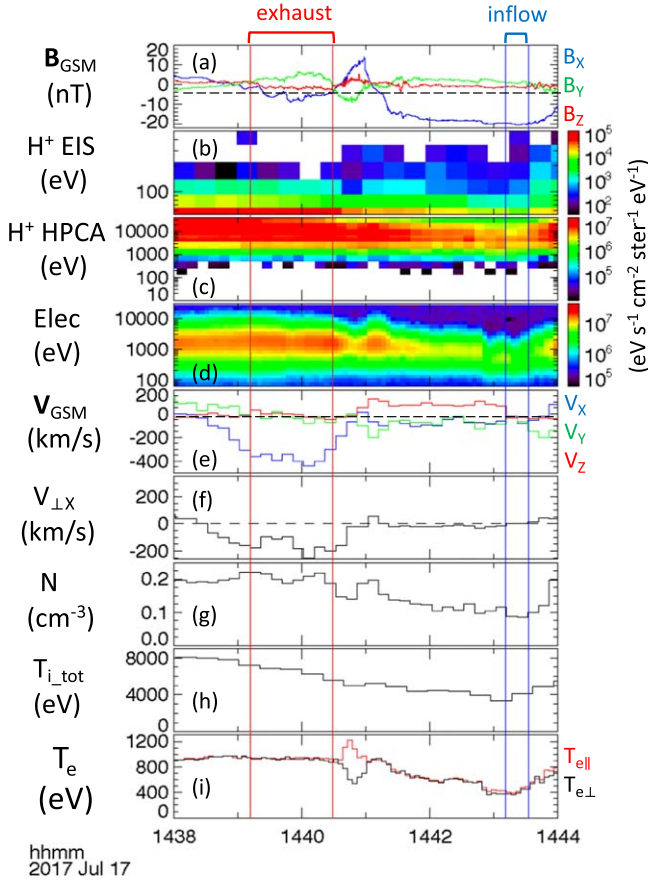 exhaust
inflow
B_GSM
(nT)
20
10
0
-10
-20
(a)
B_X
B_Y
B_Z
H⁺ EIS
(eV)
100
(b)
10⁵
10⁴
10³
10²
H⁺ HPCA
(eV)
10000
1000
100
10
(c)
10⁷
10⁶
10⁵
Elec
(eV)
10000
1000
100
(d)
10⁷
10⁶
10⁵
(eV s⁻¹ cm⁻² ster⁻¹ eV⁻¹)
V_GSM
(km/s)
200
0
-200
-400
(e)
V_X
V_Y
V_Z
V_⊥X
(km/s)
200
0
-200
(f)
N
(cm⁻³)
0.2
0.1
0.0
(g)
T_i_tot
(eV)
8000
4000
0
(h)
T_e
(eV)
1200
800
400
0
(i)
T_e∥
T_e⊥
1438
1440
1442
1444
hhmm
2017 Jul 17